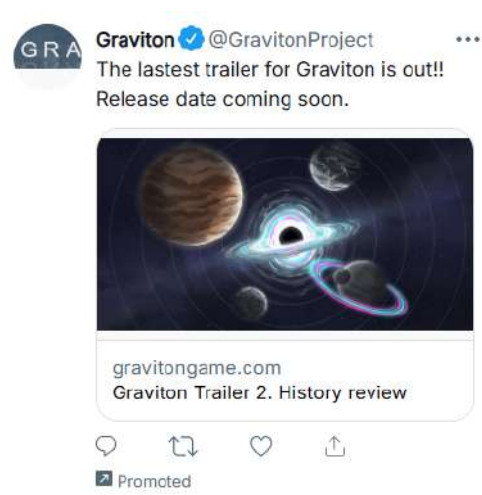 GRA
Graviton @GravitonProject
The lastest trailer for Graviton is out!!
Release date coming soon.
gravitongame.com
Graviton Trailer 2. History review
Promoted